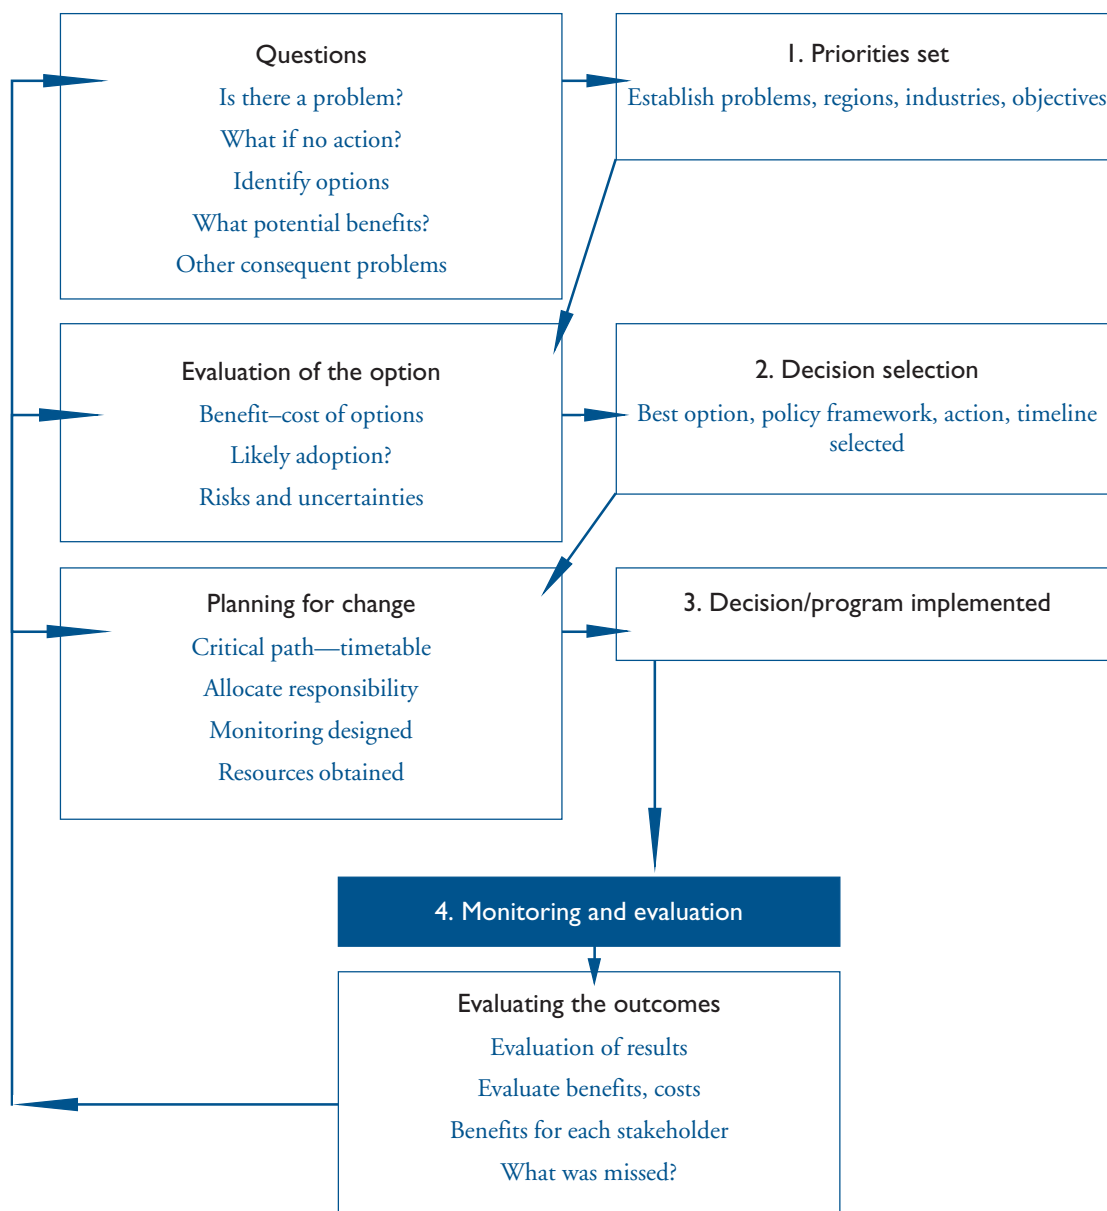 Questions
Is there a problem?
What if no action?
Identify options
What potential benefits?
Other consequent problems
1. Priorities set
Establish problems, regions, industries, objectives
Evaluation of the option
Benefit–cost of options
Likely adoption?
Risks and uncertainties
2. Decision selection
Best option, policy framework, action, timeline
selected
Planning for change
Critical path—timetable
Allocate responsibility
Monitoring designed
Resources obtained
3. Decision/program implemented
4. Monitoring and evaluation
Evaluating the outcomes
Evaluation of results
Evaluate benefits, costs
Benefits for each stakeholder
What was missed?